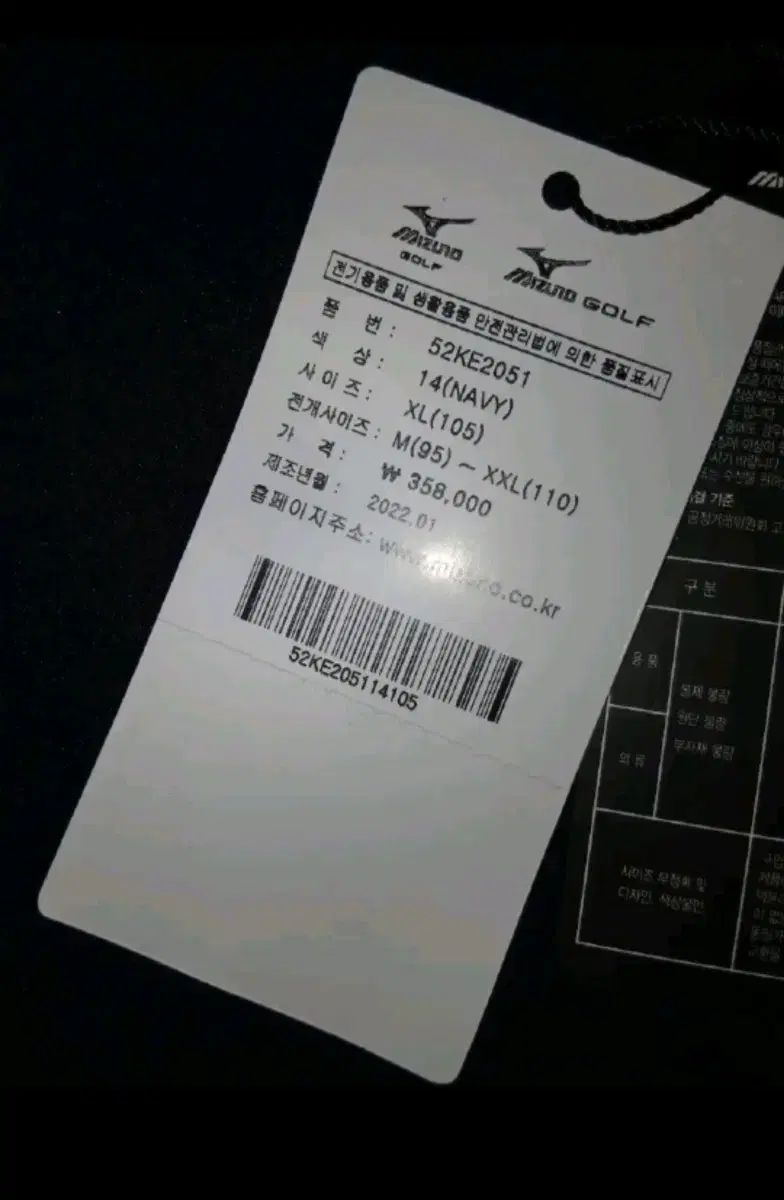 MIZUNO
GOLF
MIZUNO GOLF
전기용품 및 생활용품 안전관리법에 의한 품질표시
품 번 : 52KE2051
색 상 : 14(NAVY)
사 이 즈 : XL(105)
전개사이즈 : M(95) ~ XXL(110)
가 격 : ₩ 358,000
제조년월 : 2022.01
홈페이지주소: www.mizuno.co.kr
52KE205114105
점 기준
구 분
용 품
의 류
봉제 불량
원단 불량
부자재 불량
사이즈 부정확 및
디자인, 색상불만